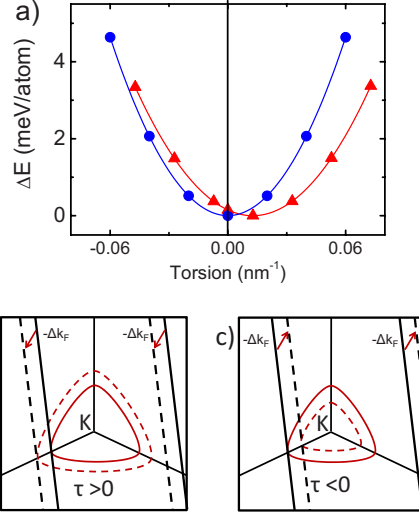 a)
ΔE (meV/atom)
4
2
0
-0.06
0.00
0.06
Torsion (nm⁻¹)
-Δk_F
-Δk_F
K
τ >0
c)
-Δk_F
-Δk_F
K
τ <0